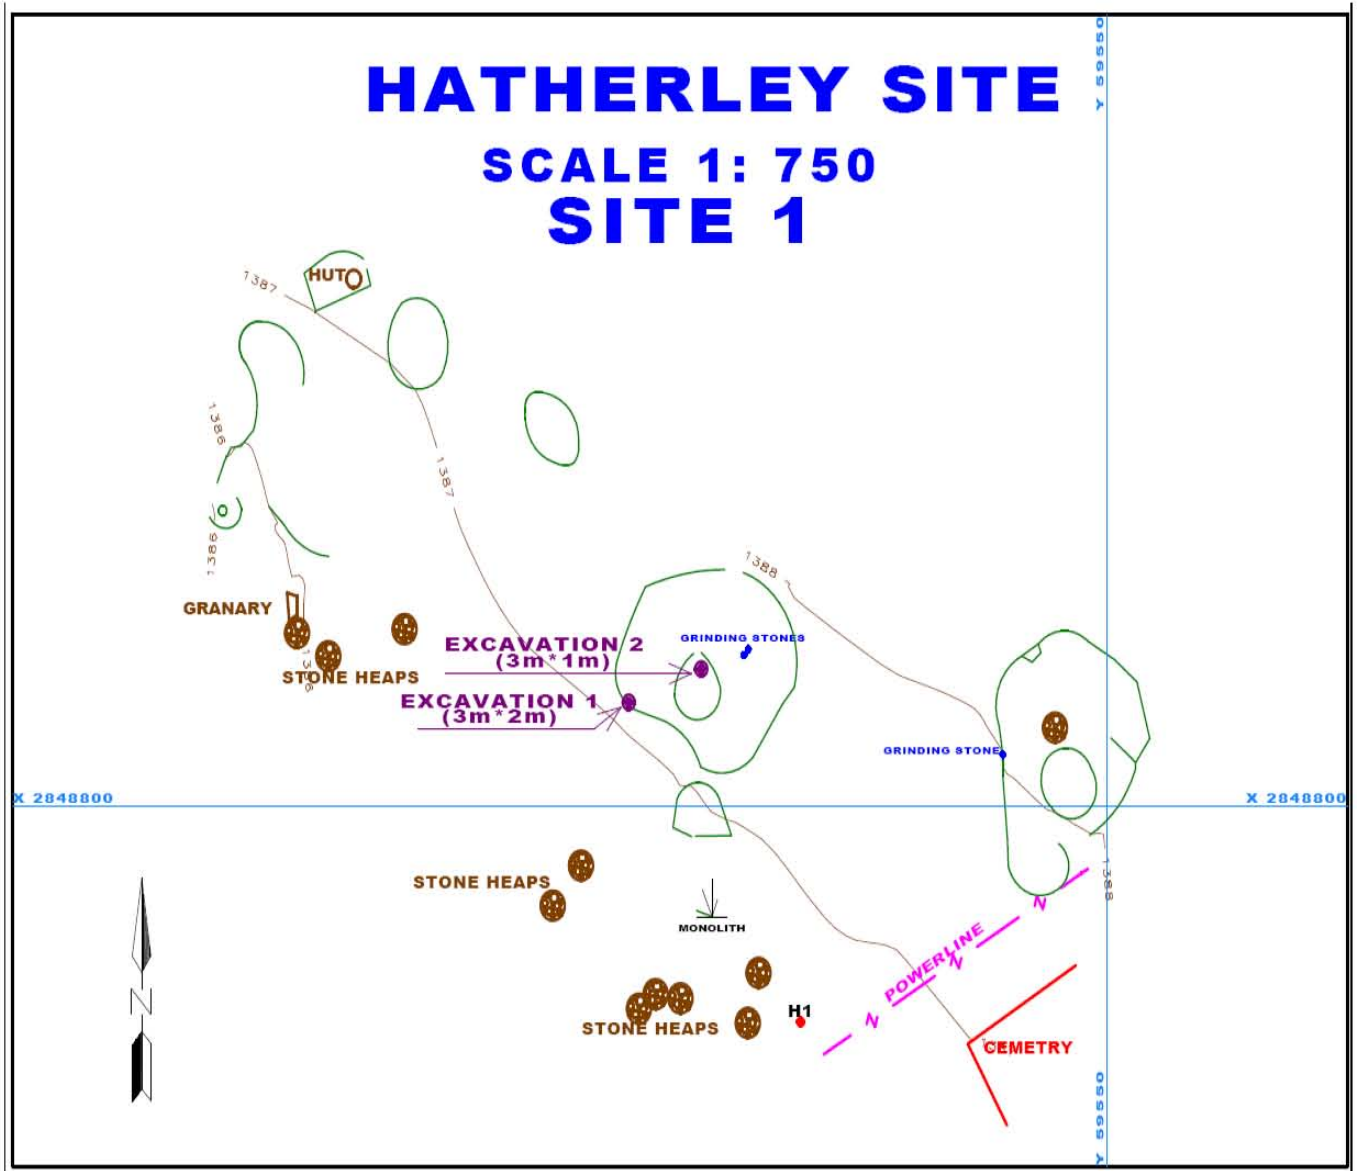 Y 59550
HATHERLEY SITE
SCALE 1: 750
SITE 1
HUT
1387
1386
1387
1386
1388
GRANARY
EXCAVATION 2
(3m*1m)
GRINDING STONES
STONE HEAPS
1386
EXCAVATION 1
(3m*2m)
GRINDING STONE
X 2848800
X 2848800
STONE HEAPS
1388
MONOLITH
N
POWERLINE
N
N
N
H1
STONE HEAPS
CEMETRY
Y 59550